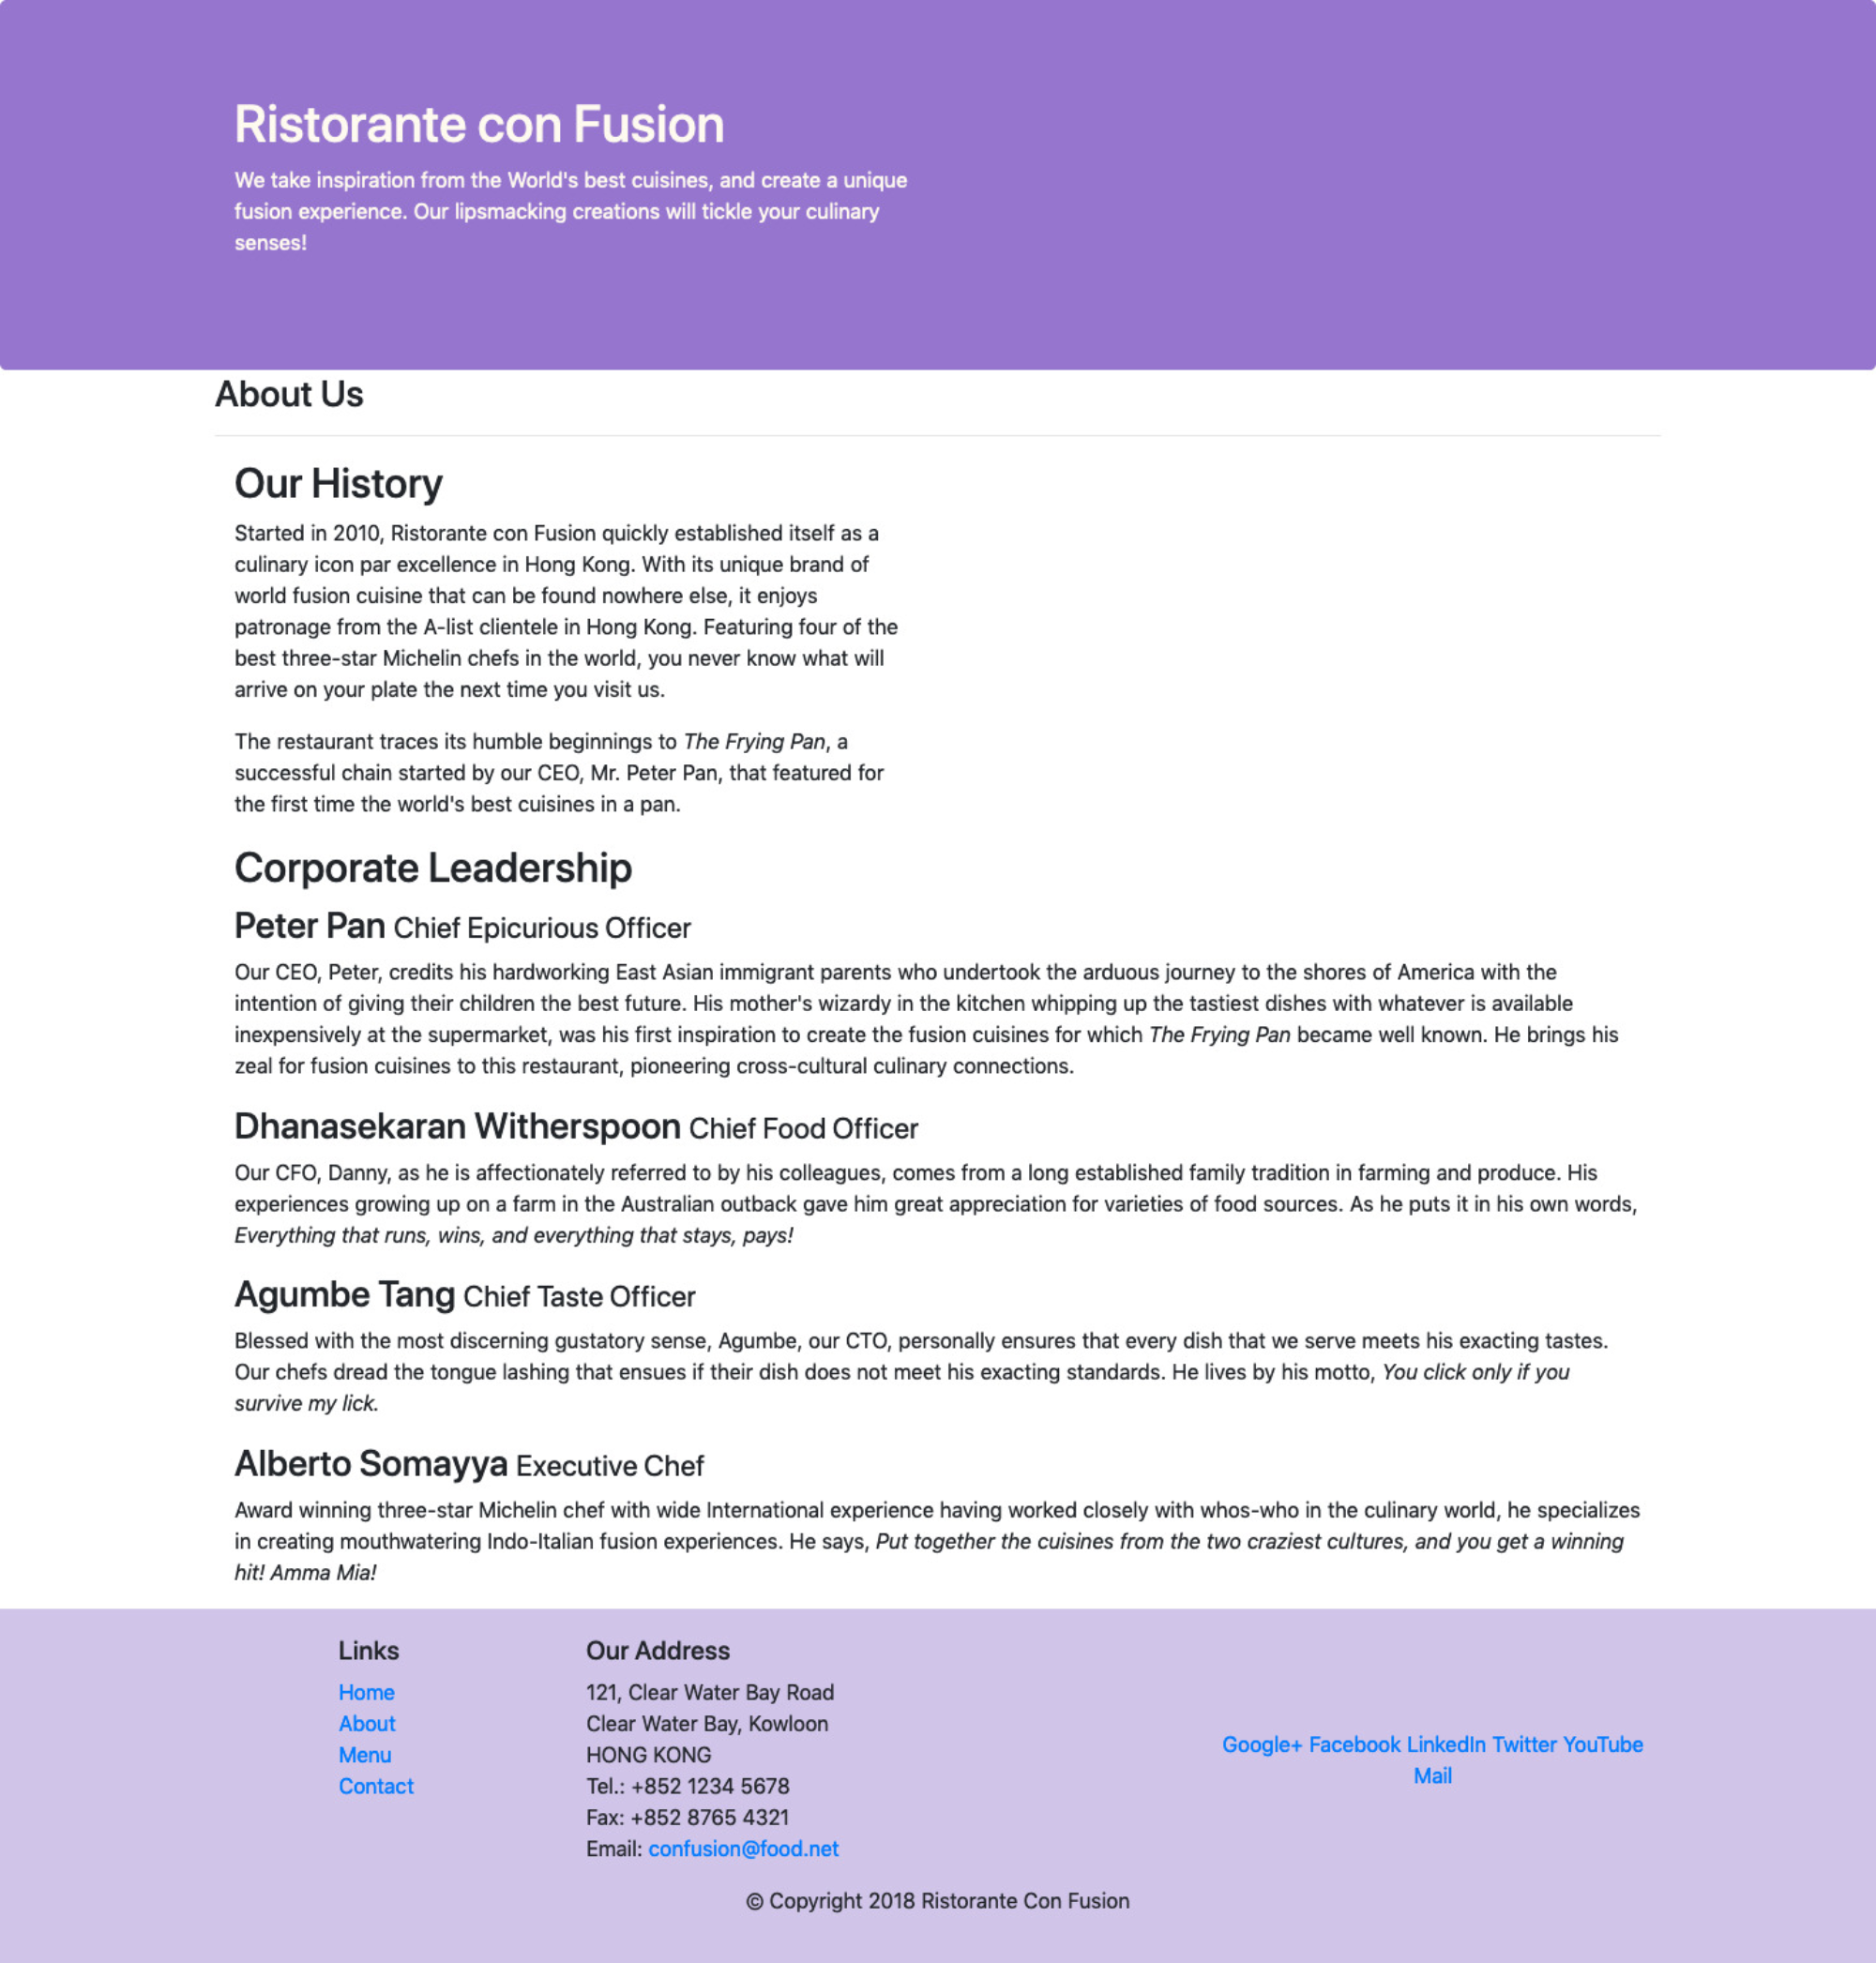 Ristorante con Fusion
We take inspiration from the World's best cuisines, and create a unique
fusion experience. Our lipsmacking creations will tickle your culinary
senses!
About Us
Our History
Started in 2010, Ristorante con Fusion quickly established itself as a
culinary icon par excellence in Hong Kong. With its unique brand of
world fusion cuisine that can be found nowhere else, it enjoys
patronage from the A-list clientele in Hong Kong. Featuring four of the
best three-star Michelin chefs in the world, you never know what will
arrive on your plate the next time you visit us.
The restaurant traces its humble beginnings to The Frying Pan, a
successful chain started by our CEO, Mr. Peter Pan, that featured for
the first time the world's best cuisines in a pan.
Corporate Leadership
Peter Pan Chief Epicurious Officer
Our CEO, Peter, credits his hardworking East Asian immigrant parents who undertook the arduous journey to the shores of America with the
intention of giving their children the best future. His mother's wizardy in the kitchen whipping up the tastiest dishes with whatever is available
inexpensively at the supermarket, was his first inspiration to create the fusion cuisines for which The Frying Pan became well known. He brings his
zeal for fusion cuisines to this restaurant, pioneering cross-cultural culinary connections.
Dhanasekaran Witherspoon Chief Food Officer
Our CFO, Danny, as he is affectionately referred to by his colleagues, comes from a long established family tradition in farming and produce. His
experiences growing up on a farm in the Australian outback gave him great appreciation for varieties of food sources. As he puts it in his own words,
Everything that runs, wins, and everything that stays, pays!
Agumbe Tang Chief Taste Officer
Blessed with the most discerning gustatory sense, Agumbe, our CTO, personally ensures that every dish that we serve meets his exacting tastes.
Our chefs dread the tongue lashing that ensues if their dish does not meet his exacting standards. He lives by his motto, You click only if you
survive my lick.
Alberto Somayya Executive Chef
Award winning three-star Michelin chef with wide International experience having worked closely with whos-who in the culinary world, he specializes
in creating mouthwatering Indo-Italian fusion experiences. He says, Put together the cuisines from the two craziest cultures, and you get a winning
hit! Amma Mia!
Links
Home
About
Menu
Contact
Our Address
121, Clear Water Bay Road
Clear Water Bay, Kowloon
HONG KONG
Tel.: +852 1234 5678
Fax: +852 8765 4321
Email: confusion@food.net
Google+ Facebook LinkedIn Twitter YouTube
Mail
© Copyright 2018 Ristorante Con Fusion